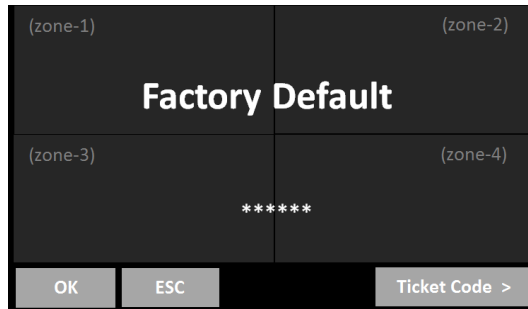 (zone-1) (zone-2)
Factory Default
(zone-3) (zone-4)
******
OK ESC Ticket Code >